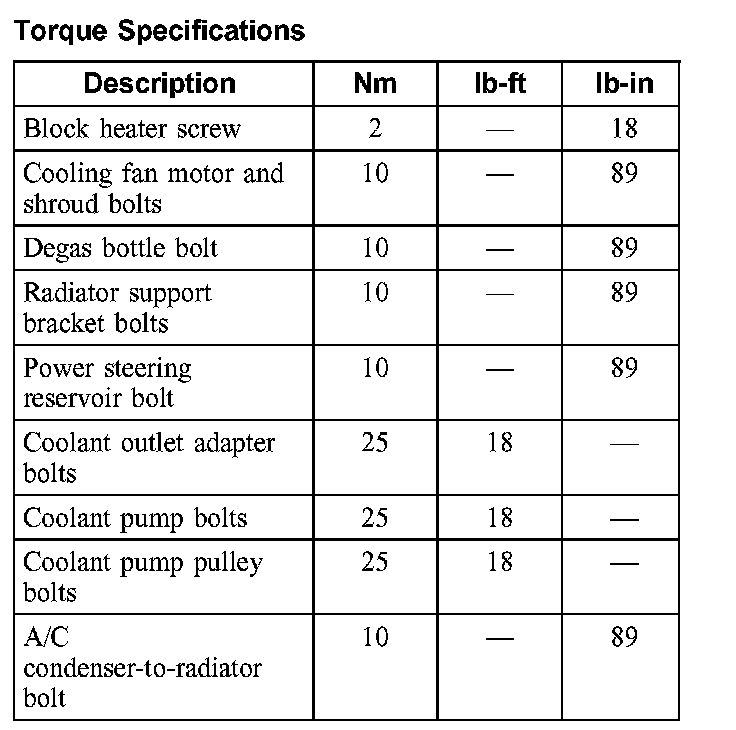 Torque Specifications
Description Nm lb-ft lb-in
Block heater screw 2 — 18
Cooling fan motor and 10 — 89
shroud bolts
Degas bottle bolt 10 — 89
Radiator support 10 — 89
bracket bolts
Power steering 10 — 89
reservoir bolt
Coolant outlet adapter 25 18 —
bolts
Coolant pump bolts 25 18 —
Coolant pump pulley 25 18 —
bolts
A/C 10 — 89
condenser-to-radiator
bolt